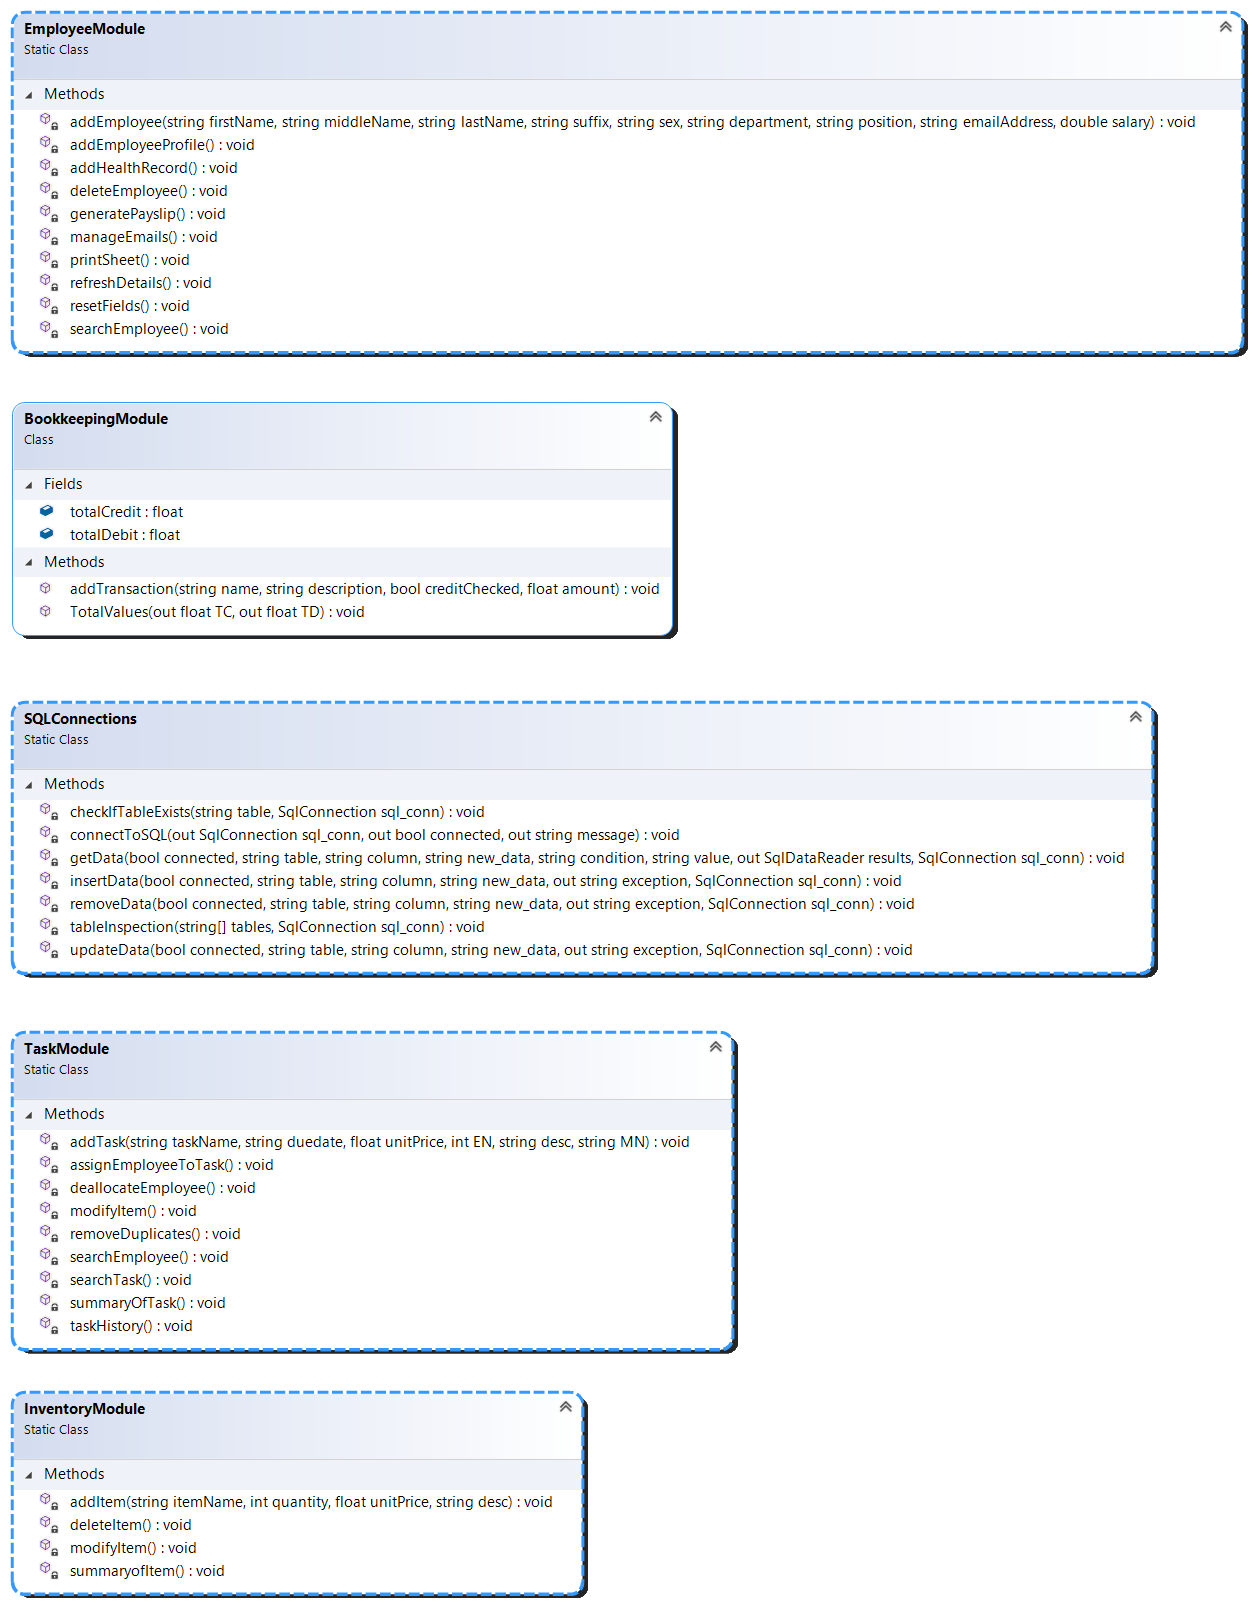 EmployeeModule
Static Class
Methods
addEmployee(string firstName, string middleName, string lastName, string suffix, string sex, string department, string position, string emailAddress, double salary) : void
addEmployeeProfile() : void
addHealthRecord() : void
deleteEmployee() : void
generatePayslip() : void
manageEmails() : void
printSheet() : void
refreshDetails() : void
resetFields() : void
searchEmployee() : void
BookkeepingModule
Class
Fields
totalCredit : float
totalDebit : float
Methods
addTransaction(string name, string description, bool creditChecked, float amount) : void
TotalValues(out float TC, out float TD) : void
SQLConnections
Static Class
Methods
checkIfTableExists(string table, SqlConnection sql_conn) : void
connectToSQL(out SqlConnection sql_conn, out bool connected, out string message) : void
getData(bool connected, string table, string column, string new_data, string condition, string value, out SqlDataReader results, SqlConnection sql_conn) : void
insertData(bool connected, string table, string column, string new_data, out string exception, SqlConnection sql_conn) : void
removeData(bool connected, string table, string column, string new_data, out string exception, SqlConnection sql_conn) : void
tableInspection(string[] tables, SqlConnection sql_conn) : void
updateData(bool connected, string table, string column, string new_data, out string exception, SqlConnection sql_conn) : void
TaskModule
Static Class
Methods
addTask(string taskName, string duedate, float unitPrice, int EN, string desc, string MN) : void
assignEmployeeToTask() : void
deallocateEmployee() : void
modifyItem() : void
removeDuplicates() : void
searchEmployee() : void
searchTask() : void
summaryOfTask() : void
taskHistory() : void
InventoryModule
Static Class
Methods
addItem(string itemName, int quantity, float unitPrice, string desc) : void
deleteItem() : void
modifyItem() : void
summaryofItem() : void